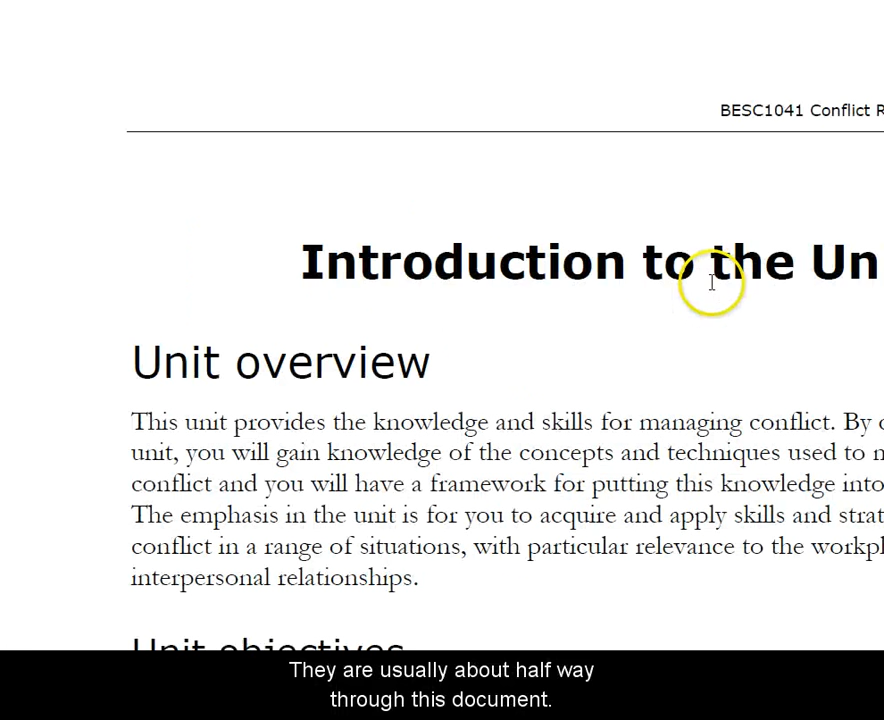 BESC1041 Conflict
Introduction to the Un
Unit overview
This unit provides the knowledge and skills for managing conflict. By
unit, you will gain knowledge of the concepts and techniques used to
conflict and you will have a framework for putting this knowledge into
The emphasis in the unit is for you to acquire and apply skills and strat
conflict in a range of situations, with particular relevance to the workpl
interpersonal relationships.
Unit objectives
They are usually about half way
through this document.